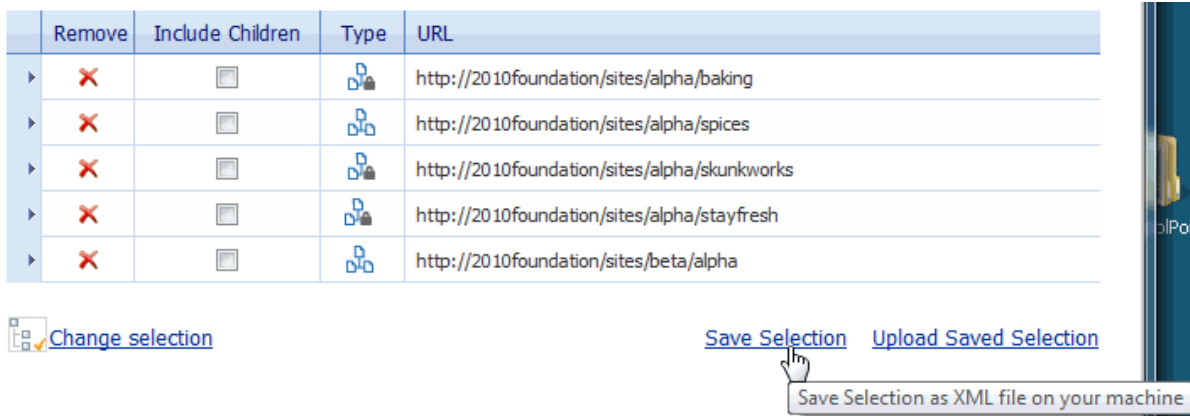 Remove Include Children Type URL
http://2010foundation/sites/alpha/baking
http://2010foundation/sites/alpha/spices
http://2010foundation/sites/alpha/skunkworks
http://2010foundation/sites/alpha/stayfresh
http://2010foundation/sites/beta/alpha
Change selection Save Selection Upload Saved Selection
Save Selection as XML file on your machine